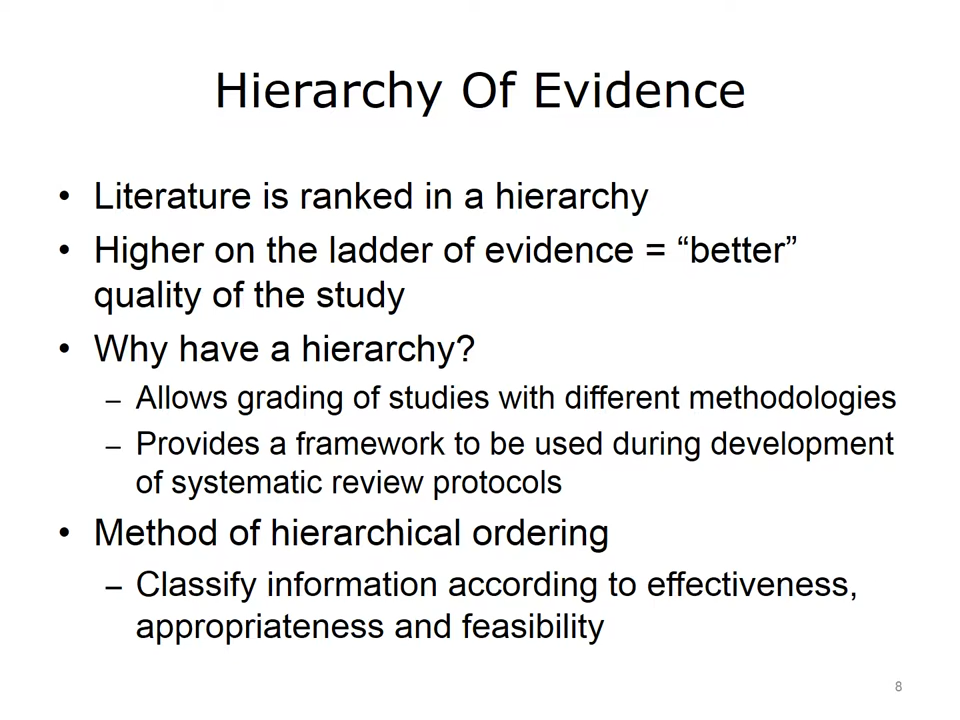 Hierarchy Of Evidence
• Literature is ranked in a hierarchy
• Higher on the ladder of evidence = “better”
quality of the study
• Why have a hierarchy?
– Allows grading of studies with different methodologies
– Provides a framework to be used during development
of systematic review protocols
• Method of hierarchical ordering
– Classify information according to effectiveness,
appropriateness and feasibility
8